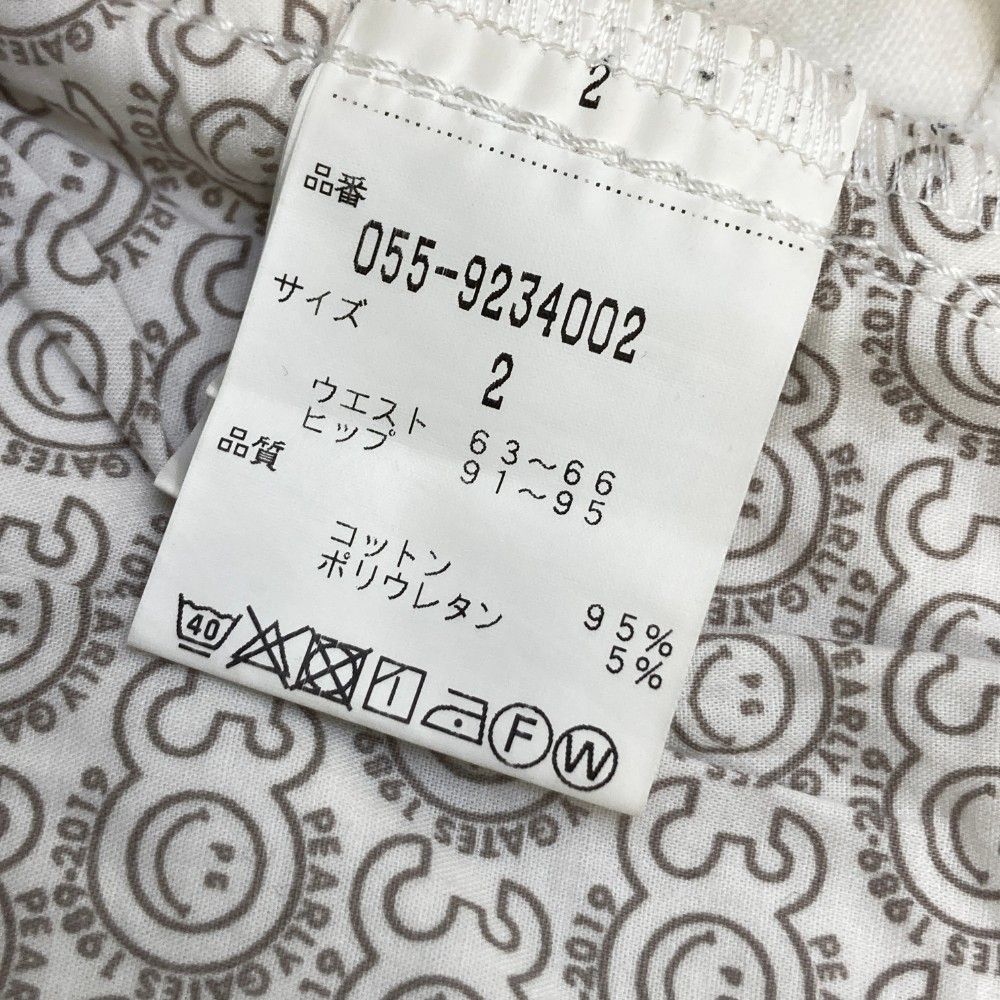 2
品番
055-9234002
サイズ
2
ウエスト 63～66
ヒップ 91～95
品質
コットン 95%
ポリウレタン 5%
40
F
W
PEARLY GATES 1989-2019